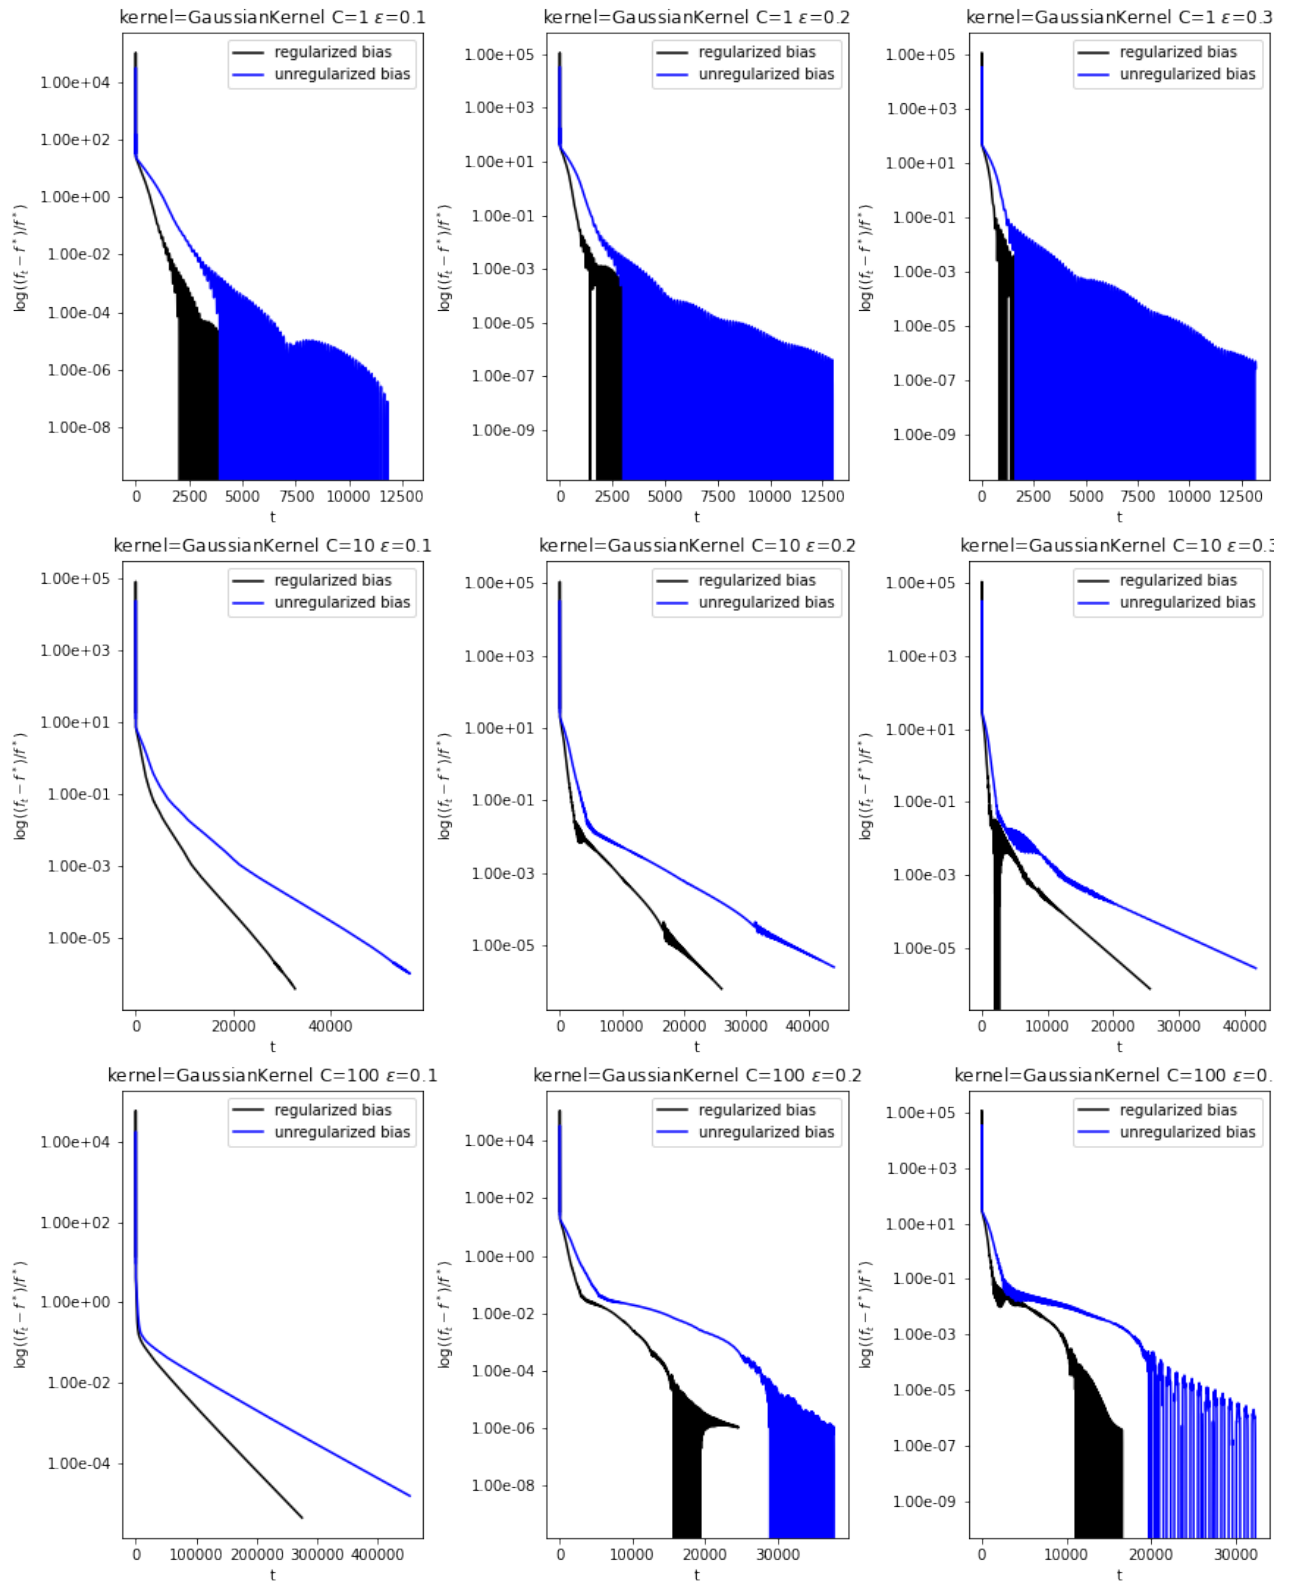 kernel=GaussianKernel C=1 ε=0.1
regularized bias
unregularized bias
1.00e+04
1.00e+02
1.00e+00
1.00e-02
1.00e-04
1.00e-06
1.00e-08
log((f_t − f*)/f*)
0 2500 5000 7500 10000 12500
t
kernel=GaussianKernel C=1 ε=0.2
regularized bias
unregularized bias
1.00e+05
1.00e+03
1.00e+01
1.00e-01
1.00e-03
1.00e-05
1.00e-07
1.00e-09
log((f_t − f*)/f*)
0 2500 5000 7500 10000 12500
t
kernel=GaussianKernel C=1 ε=0.3
regularized bias
unregularized bias
1.00e+05
1.00e+03
1.00e+01
1.00e-01
1.00e-03
1.00e-05
1.00e-07
1.00e-09
log((f_t − f*)/f*)
0 2500 5000 7500 10000 12500
t
kernel=GaussianKernel C=10 ε=0.1
regularized bias
unregularized bias
1.00e+05
1.00e+03
1.00e+01
1.00e-01
1.00e-03
1.00e-05
log((f_t − f*)/f*)
0 20000 40000
t
kernel=GaussianKernel C=10 ε=0.2
regularized bias
unregularized bias
1.00e+05
1.00e+03
1.00e+01
1.00e-01
1.00e-03
1.00e-05
log((f_t − f*)/f*)
0 10000 20000 30000 40000
t
kernel=GaussianKernel C=10 ε=0.3
regularized bias
unregularized bias
1.00e+05
1.00e+03
1.00e+01
1.00e-01
1.00e-03
1.00e-05
log((f_t − f*)/f*)
0 10000 20000 30000 40000
t
kernel=GaussianKernel C=100 ε=0.1
regularized bias
unregularized bias
1.00e+04
1.00e+02
1.00e+00
1.00e-02
1.00e-04
log((f_t − f*)/f*)
0 100000 200000 300000 400000
t
kernel=GaussianKernel C=100 ε=0.2
regularized bias
unregularized bias
1.00e+04
1.00e+02
1.00e+00
1.00e-02
1.00e-04
1.00e-06
1.00e-08
log((f_t − f*)/f*)
0 10000 20000 30000
t
kernel=GaussianKernel C=100 ε=0.
regularized bias
unregularized bias
1.00e+05
1.00e+03
1.00e+01
1.00e-01
1.00e-03
1.00e-05
1.00e-07
1.00e-09
log((f_t − f*)/f*)
0 10000 20000 30000
t